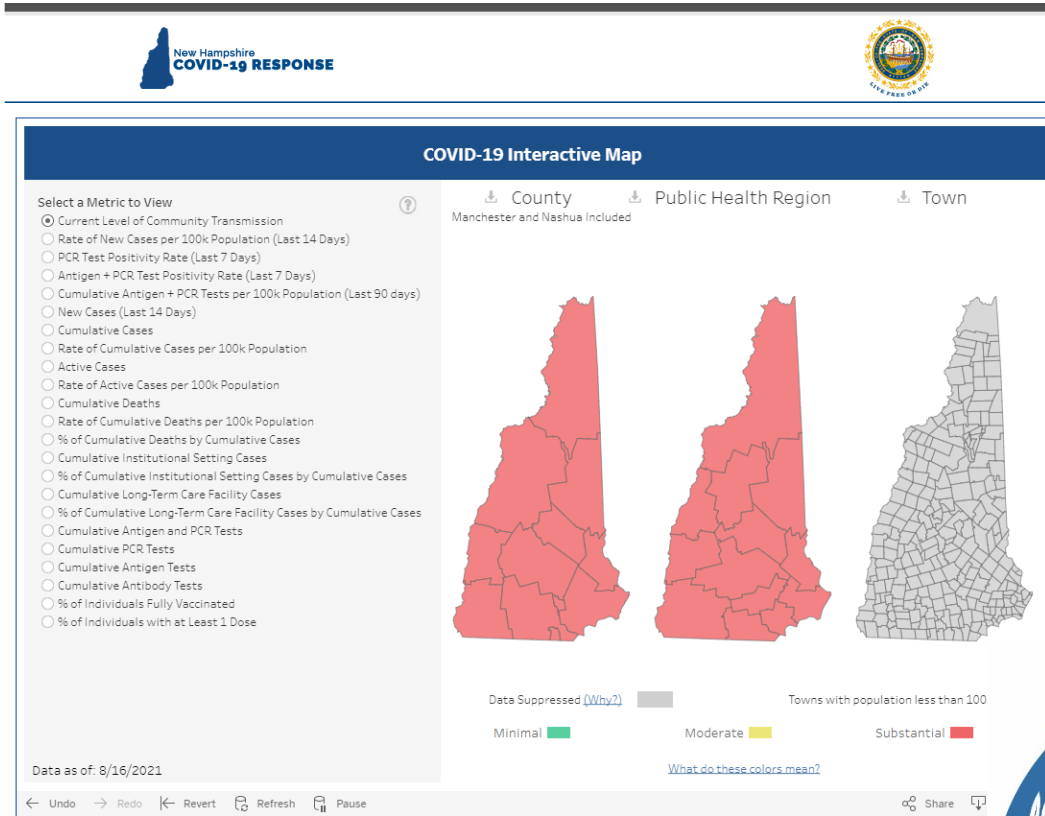 New Hampshire
COVID-19 RESPONSE
LIVE FREE OR DIE
COVID-19 Interactive Map
Select a Metric to View
?
Current Level of Community Transmission
Rate of New Cases per 100k Population (Last 14 Days)
PCR Test Positivity Rate (Last 7 Days)
Antigen + PCR Test Positivity Rate (Last 7 Days)
Cumulative Antigen + PCR Tests per 100k Population (Last 90 days)
New Cases (Last 14 Days)
Cumulative Cases
Rate of Cumulative Cases per 100k Population
Active Cases
Rate of Active Cases per 100k Population
Cumulative Deaths
Rate of Cumulative Deaths per 100k Population
% of Cumulative Deaths by Cumulative Cases
Cumulative Institutional Setting Cases
% of Cumulative Institutional Setting Cases by Cumulative Cases
Cumulative Long-Term Care Facility Cases
% of Cumulative Long-Term Care Facility Cases by Cumulative Cases
Cumulative Antigen and PCR Tests
Cumulative PCR Tests
Cumulative Antigen Tests
Cumulative Antibody Tests
% of Individuals Fully Vaccinated
% of Individuals with at Least 1 Dose
Data as of: 8/16/2021
County
Manchester and Nashua Included
Public Health Region
Town
Data Suppressed (Why?)
Towns with population less than 100
Minimal
Moderate
Substantial
What do these colors mean?
Undo
Redo
Revert
Refresh
Pause
Share